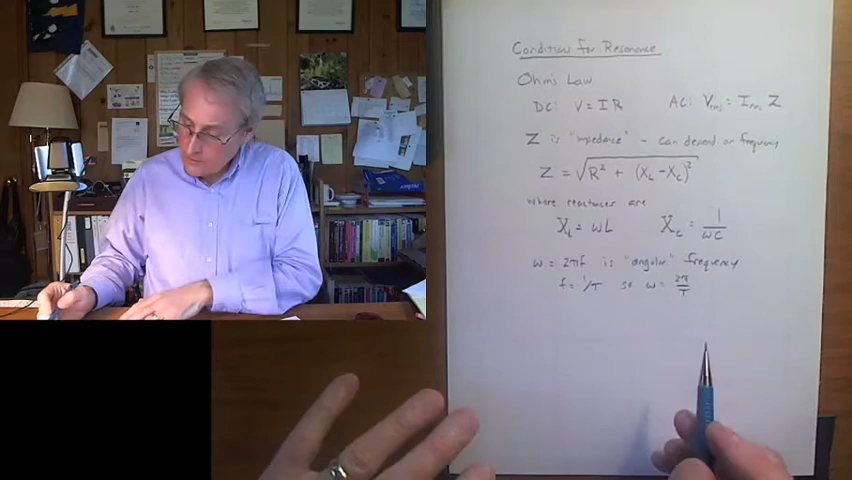 Conditions for Resonance
Ohm's Law
DC: V = IR AC: Vrms = Irms Z
Z is "impedance" - can depend on frequency
Z = √(R² + (XL - XC)²)
where reactances are
XL = ωL XC = 1/ωC
ω = 2πf is "angular" frequency
f = 1/T so ω = 2π/T